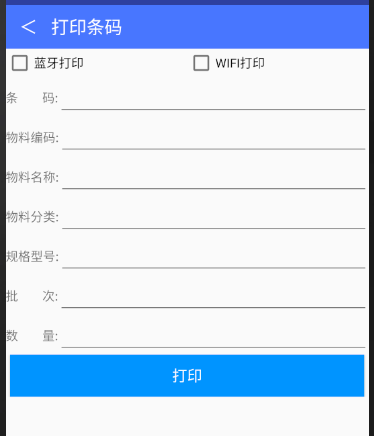 < 打印条码
蓝牙打印 WIFI打印
条 码:
物料编码:
物料名称:
物料分类:
规格型号:
批 次:
数 量:
打印